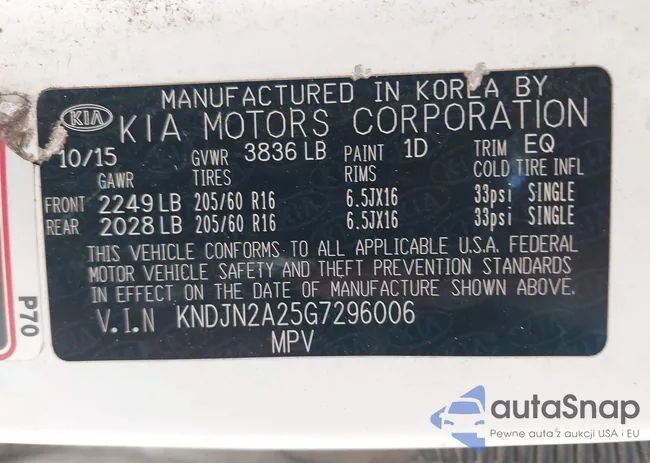 MANUFACTURED IN KOREA BY
KIA KIA MOTORS CORPORATION
10/15 GVWR 3836 LB PAINT 1D TRIM EQ
GAWR TIRES RIMS COLD TIRE INFL
FRONT 2249 LB 205/60 R16 6.5JX16 33psi SINGLE
REAR 2028 LB 205/60 R16 6.5JX16 33psi SINGLE
THIS VEHICLE CONFORMS TO ALL APPLICABLE U.S.A. FEDERAL
MOTOR VEHICLE SAFETY AND THEFT PREVENTION STANDARDS
IN EFFECT ON THE DATE OF MANUFACTURE SHOWN ABOVE.
V.I.N KNDJN2A25G7296006
MPV
P70
autaSnap
Pewne auta z aukcji USA i EU